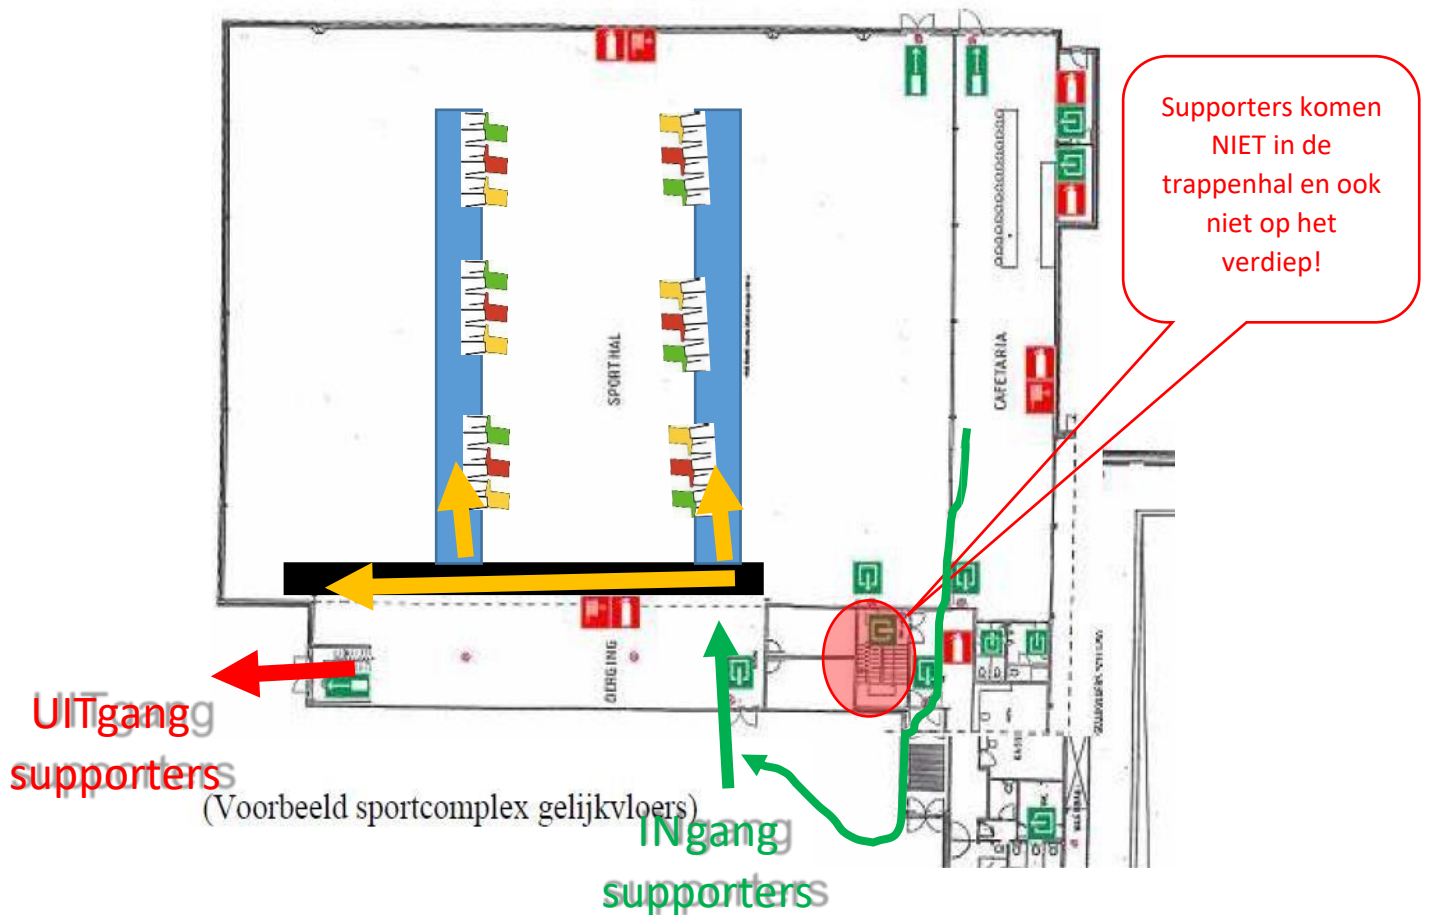 Supporters komen
NIET in de
trappenhal en ook
niet op het
verdiep!
SPORTHAL
CAFETARIA
BERGING
UITgang
supporters
(Voorbeeld sportcomplex gelijkvloers)
INgang
supporters